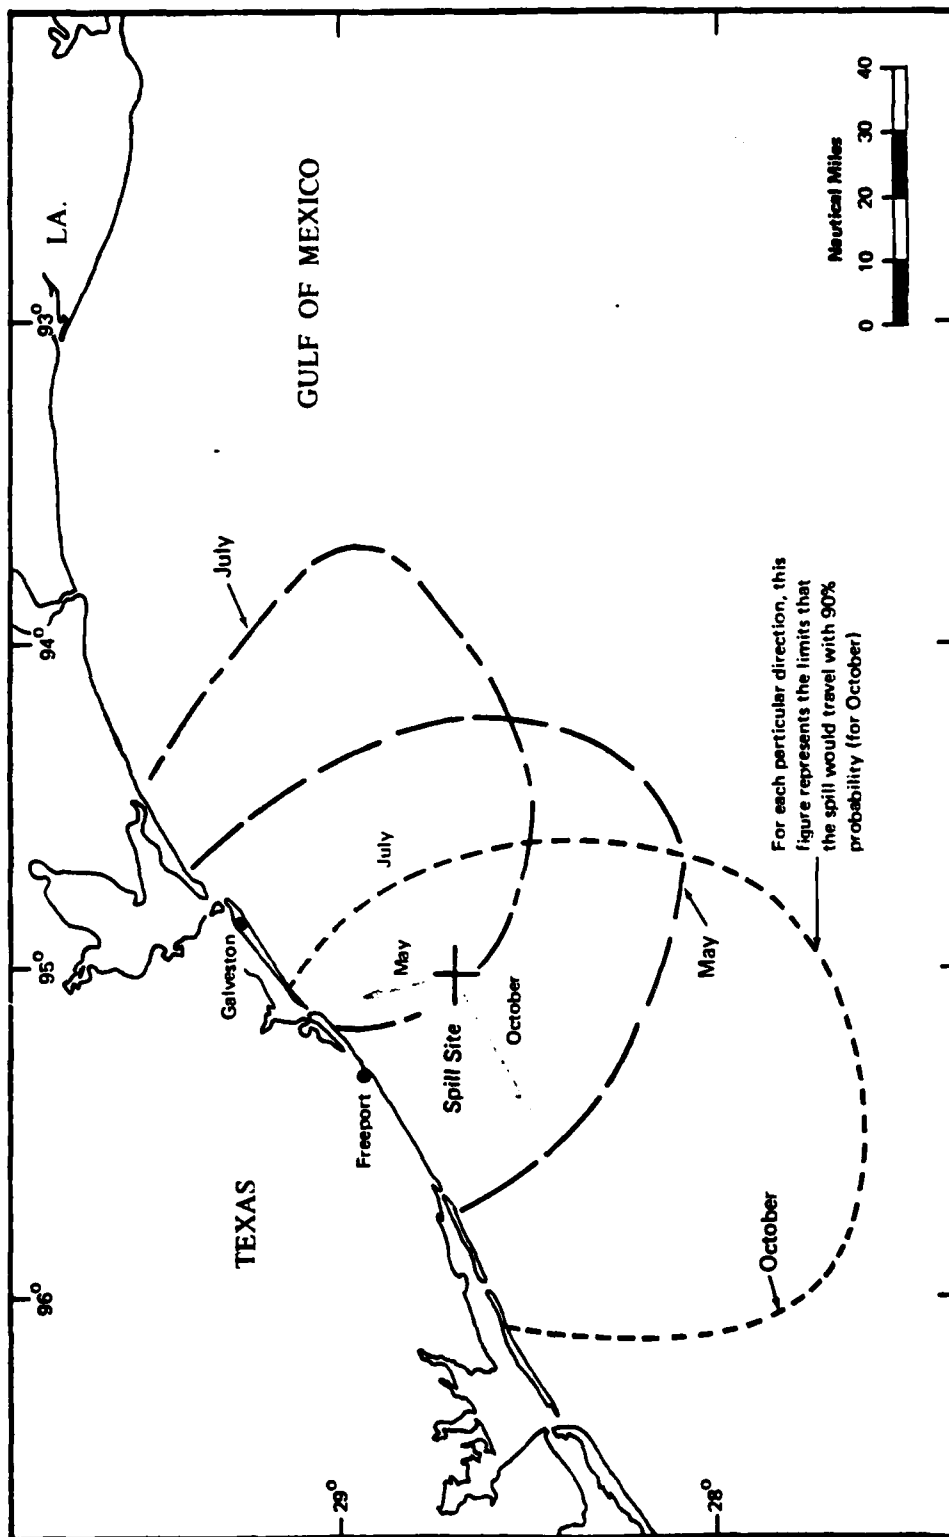 96°
95°
94°
93°
LA.
TEXAS
Galveston
Freeport
29°
28°
GULF OF MEXICO
July
July
May
Spill Site
October
May
October
For each particular direction, this
figure represents the limits that
the spill would travel with 90%
probability (for October)
Nautical Miles
0 10 20 30 40